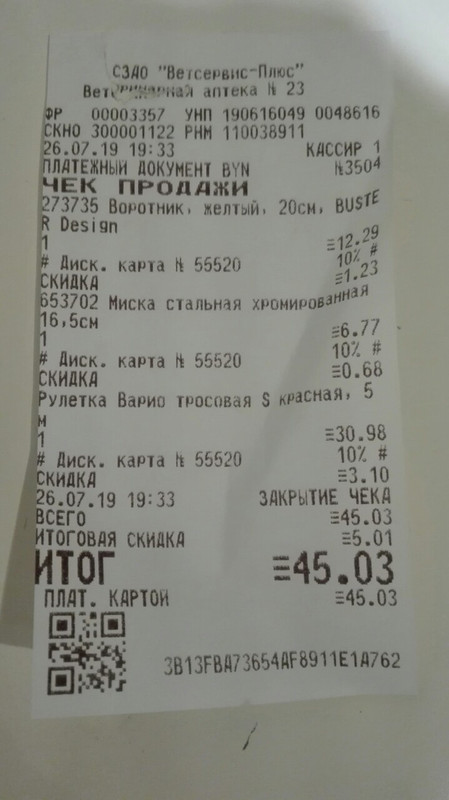 СЗАО "Ветсервис-Плюс"
Ветеринарная аптека № 23
ФР 00003357 УНП 190616049 0048616
СКНО 300001122 РНМ 110038911
26.07.19 19:33 КАССИР 1
ПЛАТЕЖНЫЙ ДОКУМЕНТ BYN №3504
ЧЕК ПРОДАЖИ
273735 Воротник, желтый, 20см, BUSTE
R Design
1 ≡12.29
# Диск. карта № 55520 10% #
СКИДКА ≡1.23
653702 Миска стальная хромированная
16,5см
1 ≡6.77
# Диск. карта № 55520 10% #
СКИДКА ≡0.68
Рулетка Варио тросовая S красная, 5
м
1 ≡30.98
# Диск. карта № 55520 10% #
СКИДКА ≡3.10
26.07.19 19:33 ЗАКРЫТИЕ ЧЕКА
ВСЕГО ≡45.03
ИТОГОВАЯ СКИДКА ≡5.01
ИТОГ ≡45.03
ПЛАТ. КАРТОЙ ≡45.03
3B13FBA73654AF8911E1A762